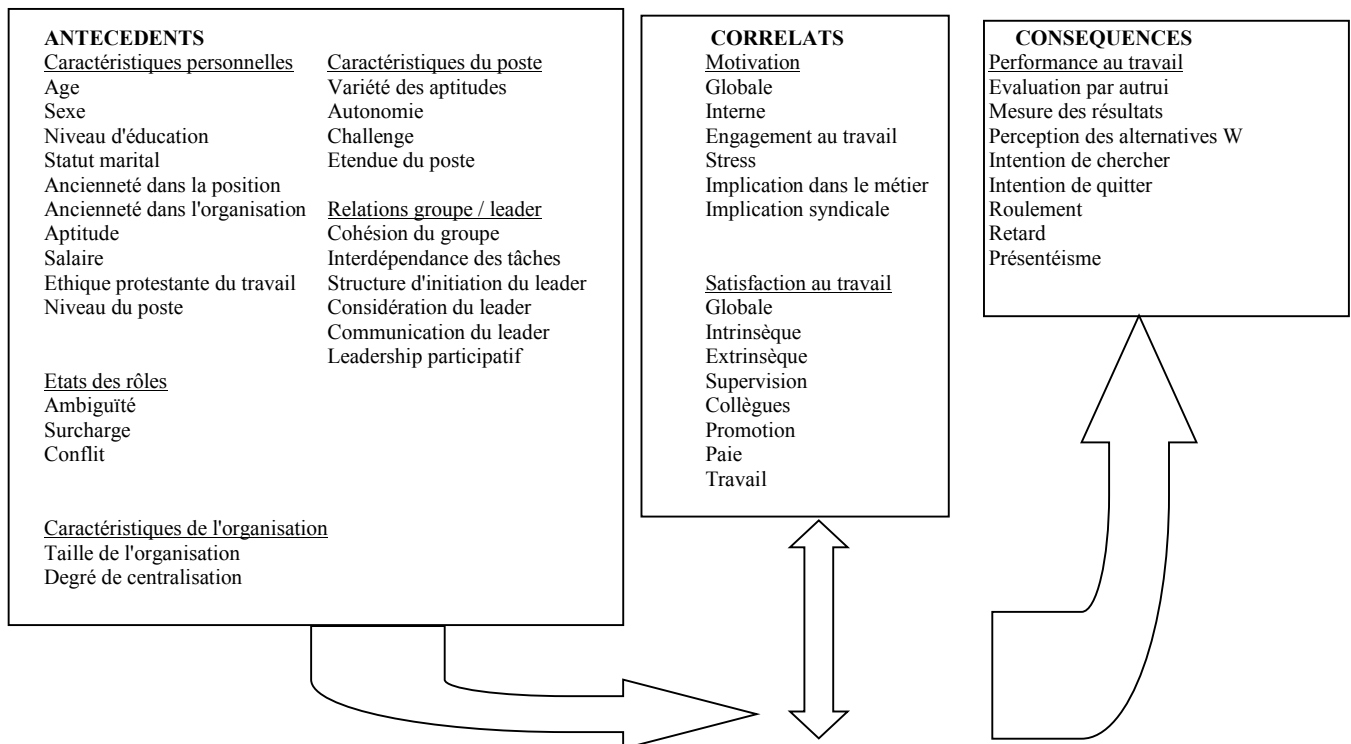 ANTECEDENTS
Caractéristiques personnelles
Age
Sexe
Niveau d'éducation
Statut marital
Ancienneté dans la position
Ancienneté dans l'organisation
Aptitude
Salaire
Ethique protestante du travail
Niveau du poste
Etats des rôles
Ambiguïté
Surcharge
Conflit
Caractéristiques de l'organisation
Taille de l'organisation
Degré de centralisation
Caractéristiques du poste
Variété des aptitudes
Autonomie
Challenge
Etendue du poste
Relations groupe / leader
Cohésion du groupe
Interdépendance des tâches
Structure d'initiation du leader
Considération du leader
Communication du leader
Leadership participatif
CORRELATS
Motivation
Globale
Interne
Engagement au travail
Stress
Implication dans le métier
Implication syndicale
Satisfaction au travail
Globale
Intrinsèque
Extrinsèque
Supervision
Collègues
Promotion
Paie
Travail
CONSEQUENCES
Performance au travail
Evaluation par autrui
Mesure des résultats
Perception des alternatives W
Intention de chercher
Intention de quitter
Roulement
Retard
Présentéisme